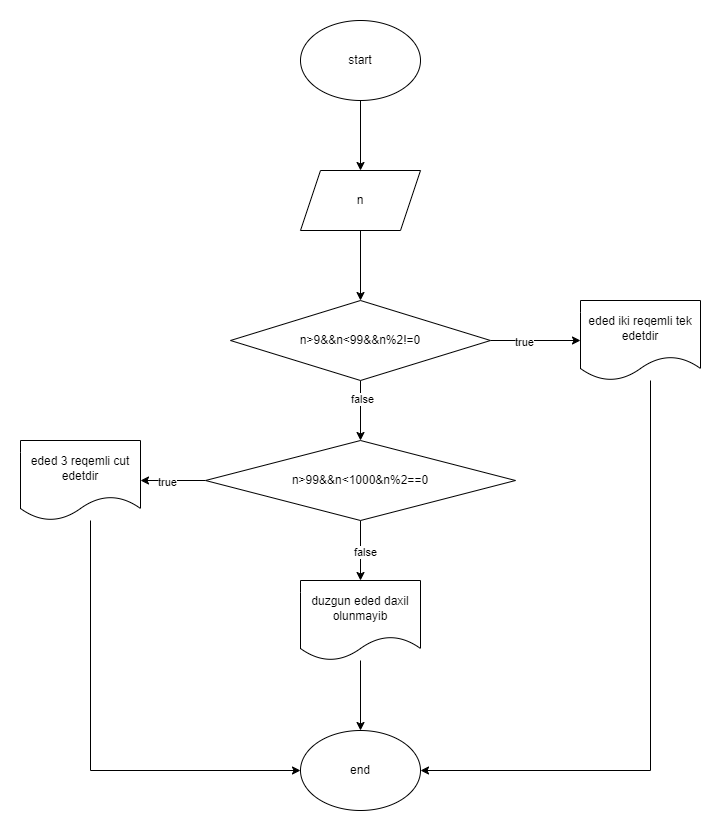 start
n
n>9&&n<99&&n%2!=0
true
eded iki reqemli tek
edetdir
false
eded 3 reqemli cut
edetdir
true
n>99&&n<1000&n%2==0
false
duzgun eded daxil
olunmayib
end